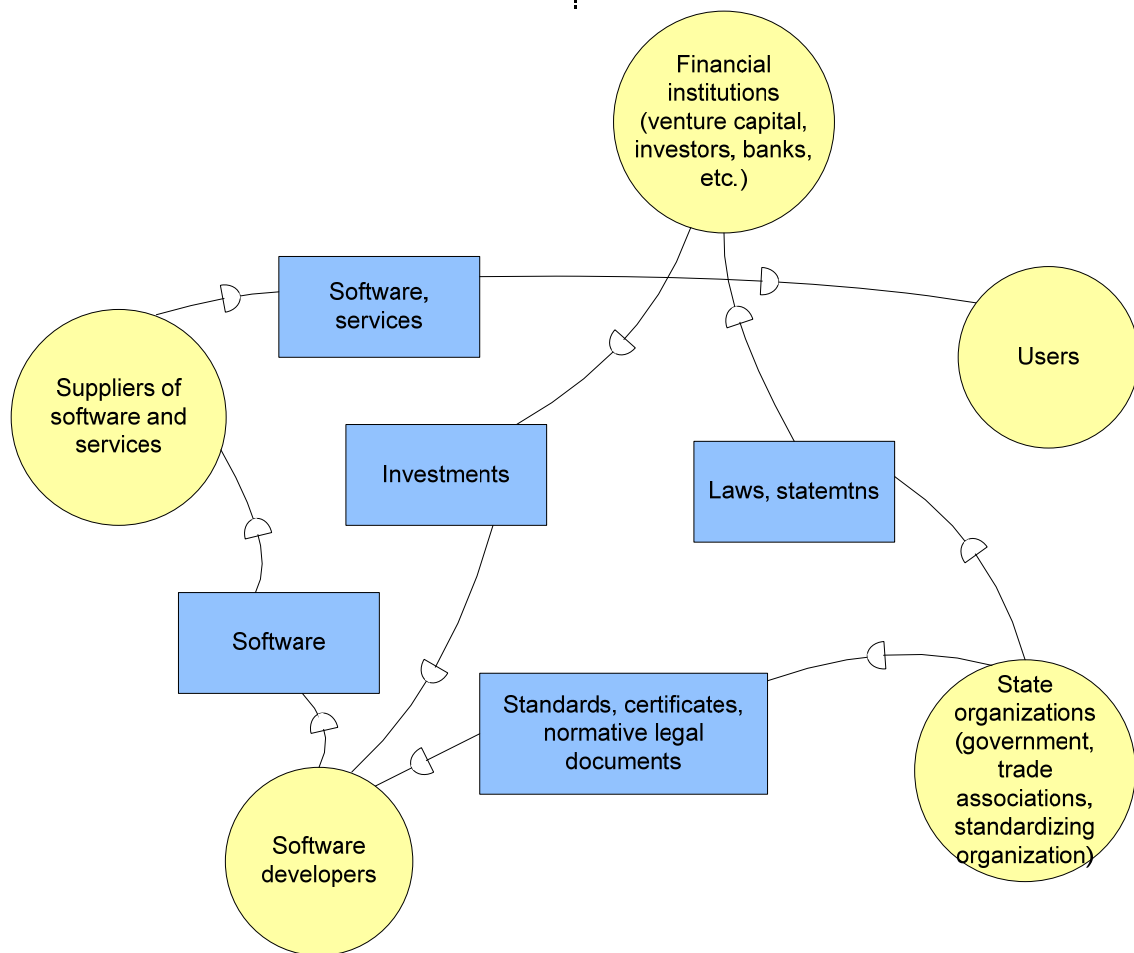 Financial
institutions
(venture capital,
investors, banks,
etc.)
Software,
services
Users
Suppliers of
software and
services
Investments
Laws, statemtns
Software
Standards, certificates,
normative legal
documents
State
organizations
(government,
trade
associations,
standardizing
organization)
Software
developers